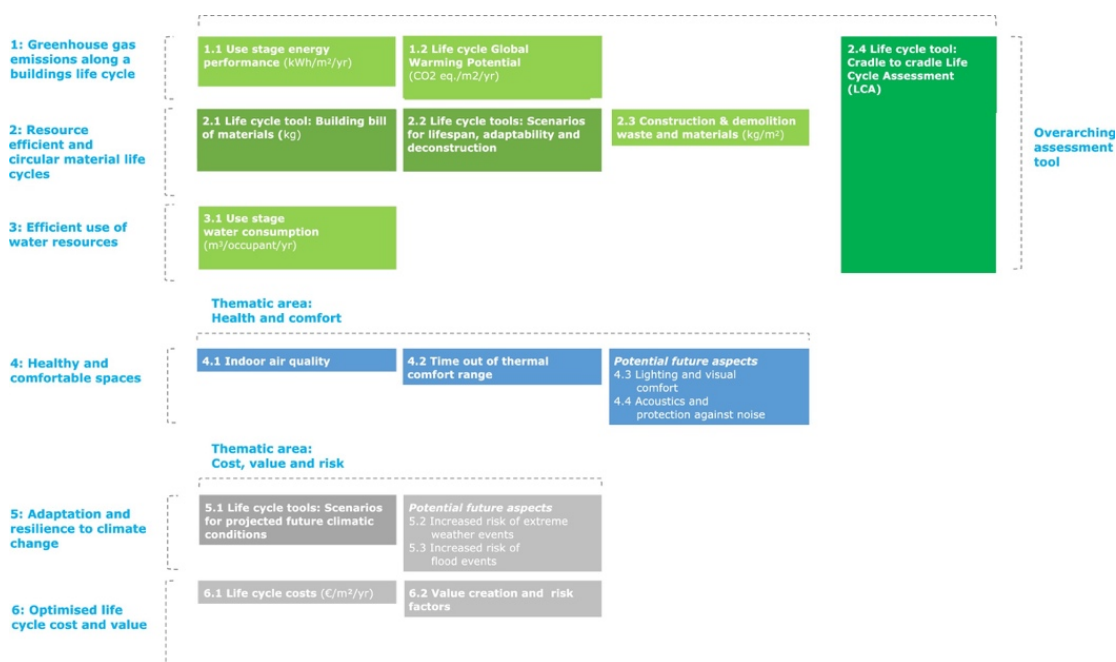 1: Greenhouse gas
emissions along a
buildings life cycle
1.1 Use stage energy
performance (kWh/m²/yr)
1.2 Life cycle Global
Warming Potential
(CO2 eq./m2/yr)
2.4 Life cycle tool:
Cradle to cradle Life
Cycle Assessment
(LCA)
2: Resource
efficient and
circular material life
cycles
2.1 Life cycle tool: Building bill
of materials (kg)
2.2 Life cycle tools: Scenarios
for lifespan, adaptability and
deconstruction
2.3 Construction & demolition
waste and materials (kg/m²)
Overarching
assessment
tool
3: Efficient use of
water resources
3.1 Use stage
water consumption
(m³/occupant/yr)
Thematic area:
Health and comfort
4: Healthy and
comfortable spaces
4.1 Indoor air quality
4.2 Time out of thermal
comfort range
Potential future aspects
4.3 Lighting and visual
comfort
4.4 Acoustics and
protection against noise
Thematic area:
Cost, value and risk
5: Adaptation and
resilience to climate
change
5.1 Life cycle tools: Scenarios
for projected future climatic
conditions
Potential future aspects
5.2 Increased risk of extreme
weather events
5.3 Increased risk of
flood events
6: Optimised life
cycle cost and value
6.1 Life cycle costs (€/m²/yr)
6.2 Value creation and risk
factors